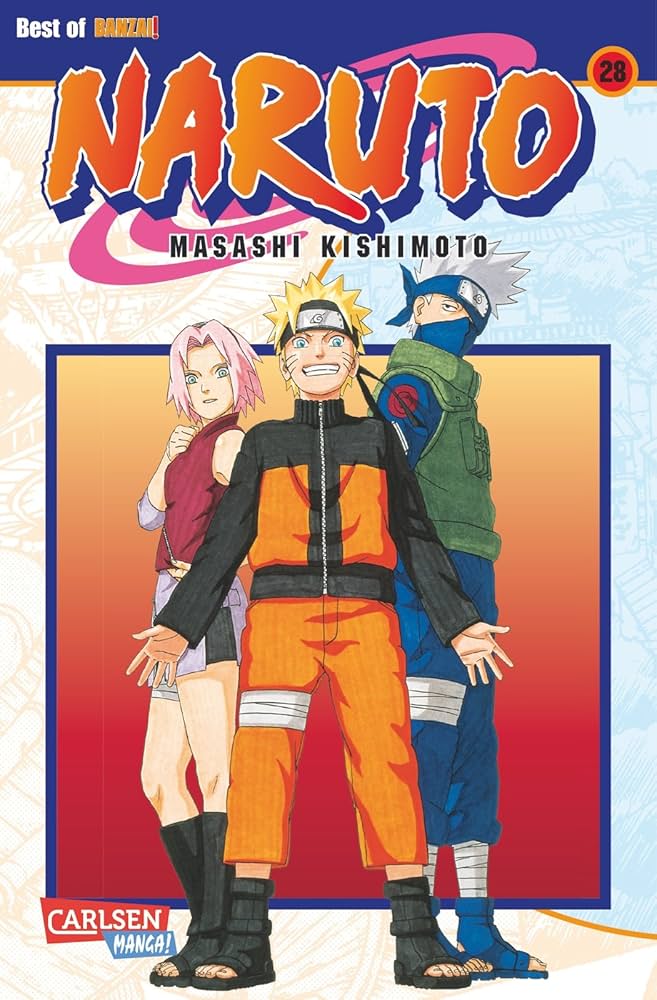 Best of BANZAI!
NARUTO
28
MASASHI KISHIMOTO
CARLSEN
MANGA!